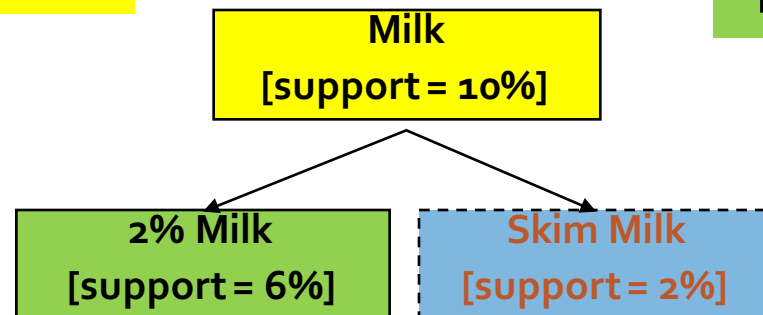 Milk
[support = 10%]
2% Milk
[support = 6%]
Skim Milk
[support = 2%]